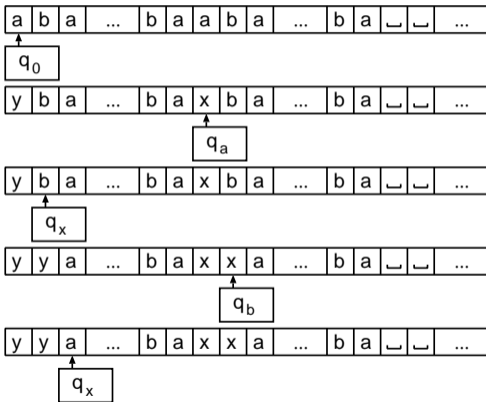 a b a ... b a a b a ... b a ␣ ␣ ...
q0
y b a ... b a x b a ... b a ␣ ␣ ...
qa
y b a ... b a x b a ... b a ␣ ␣ ...
qx
y y a ... b a x x a ... b a ␣ ␣ ...
qb
y y a ... b a x x a ... b a ␣ ␣ ...
qx